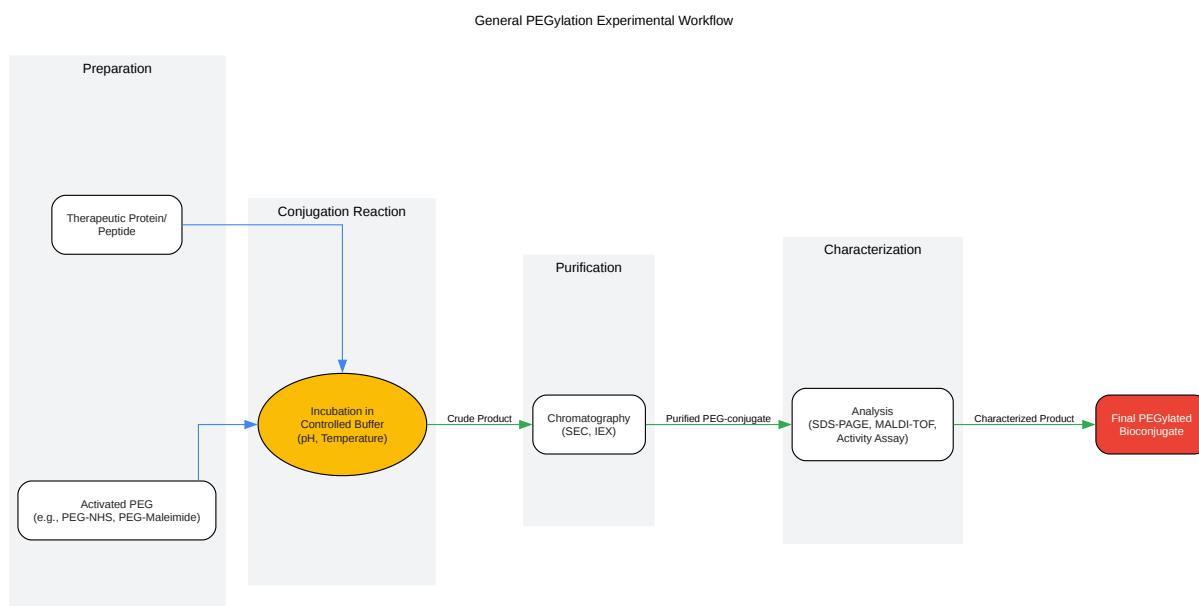 General PEGylation Experimental Workflow
Preparation
Therapeutic Protein/
Peptide
Activated PEG
(e.g., PEG-NHS, PEG-Maleimide)
Conjugation Reaction
Incubation in
Controlled Buffer
(pH, Temperature)
Crude Product
Purification
Chromatography
(SEC, IEX)
Purified PEG-conjugate
Characterization
Analysis
(SDS-PAGE, MALDI-TOF,
Activity Assay)
Characterized Product
Final PEGylated
Bioconjugate